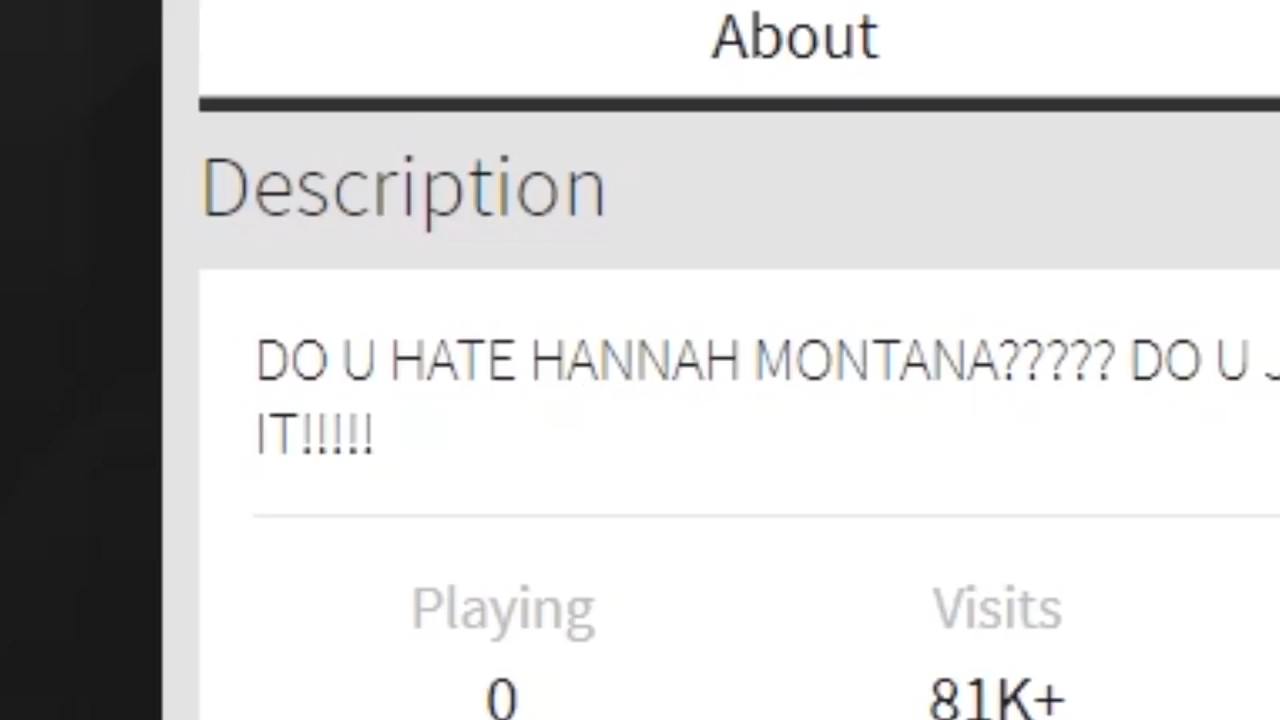 About
Description
DO U HATE HANNAH MONTANA????? DO U
IT!!!!!
Playing
Visits
0
81K+